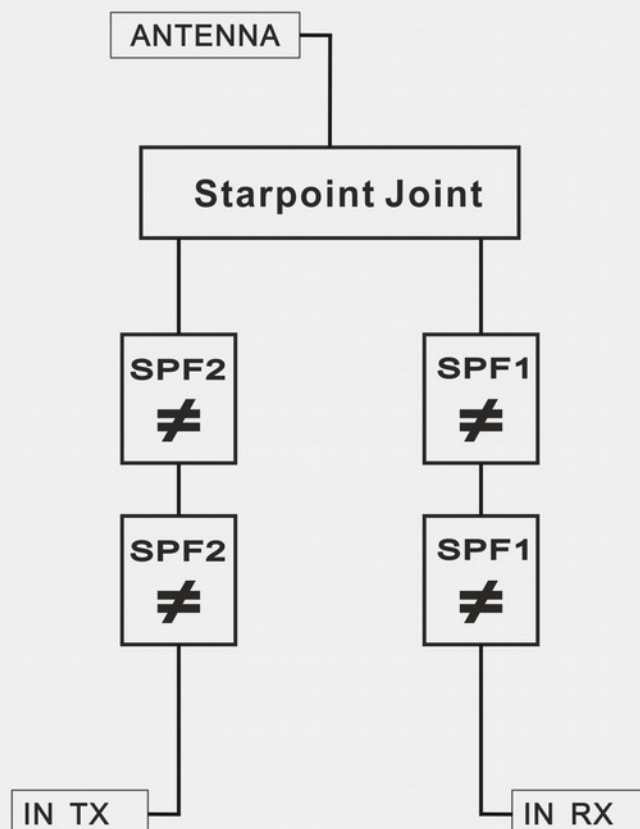 ANTENNA
Starpoint Joint
SPF2 SPF1
≠ ≠
SPF2 SPF1
≠ ≠
IN TX IN RX